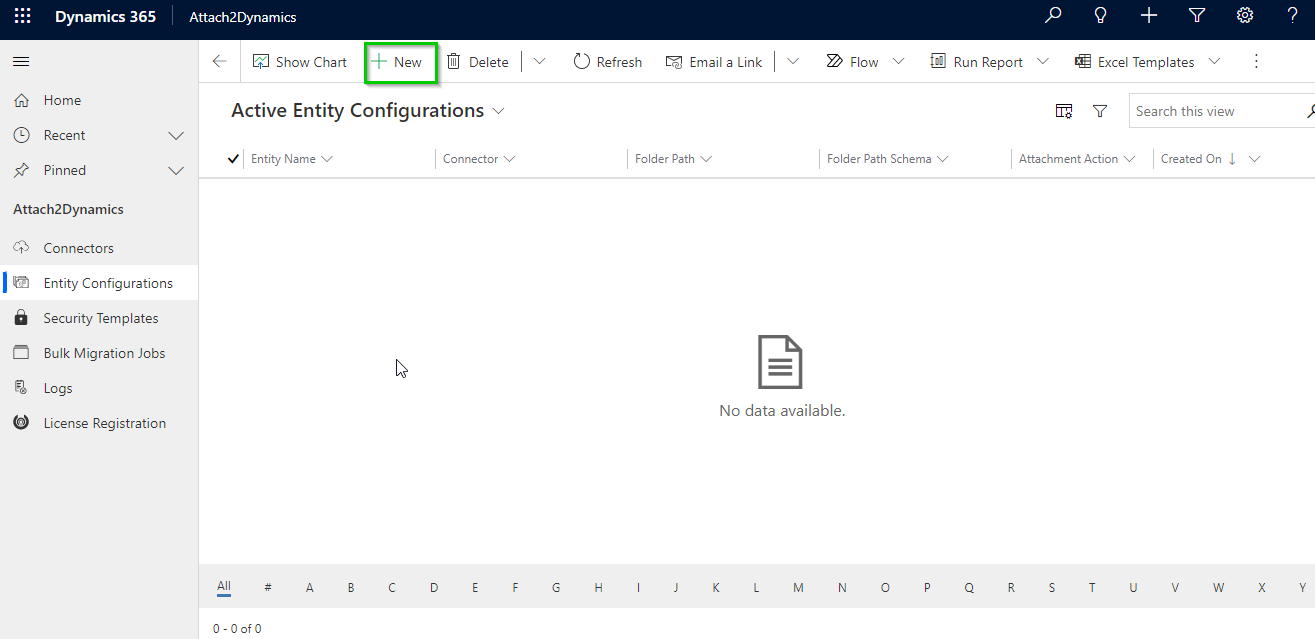 Dynamics 365 Attach2Dynamics ?
Show Chart New Delete Refresh Email a Link Flow Run Report Excel Templates
Home
Recent
Pinned
Attach2Dynamics
Connectors
Entity Configurations
Security Templates
Bulk Migration Jobs
Logs
License Registration
Active Entity Configurations Search this view
Entity Name Connector Folder Path Folder Path Schema Attachment Action Created On
No data available.
All # A B C D E F G H I J K L M N O P Q R S T U V W X Y
0 - 0 of 0